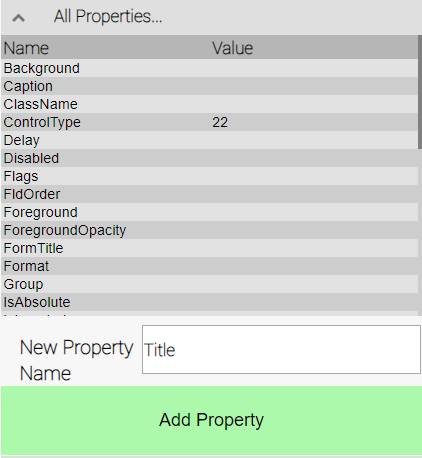 All Properties...
Name Value
Background
Caption
ClassName
ControlType 22
Delay
Disabled
Flags
FldOrder
Foreground
ForegroundOpacity
FormTitle
Format
Group
IsAbsolute
New Property Title
Name
Add Property